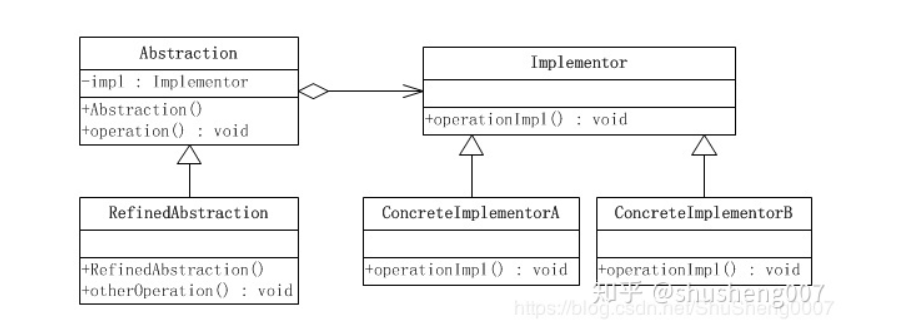 Abstraction
-impl : Implementor
+Abstraction()
+operation() : void
Implementor
+operationImpl() : void
RefinedAbstraction
+RefinedAbstraction()
+otherOperation() : void
ConcreteImplementorA
+operationImpl() : void
ConcreteImplementorB
+operationImpl() : void
知乎 @shusheng007
https://blog.csdn.net/ShuSheng0007